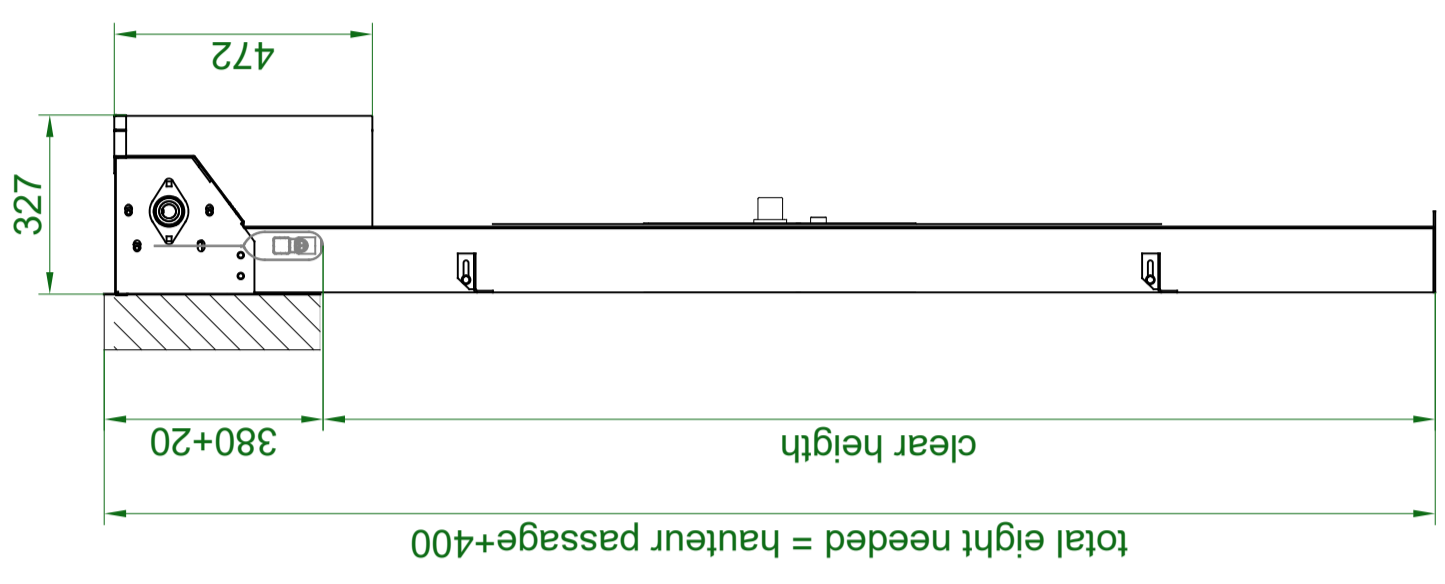 total eight needed = hauteur passage+400
clear heigth
380+20
327
472